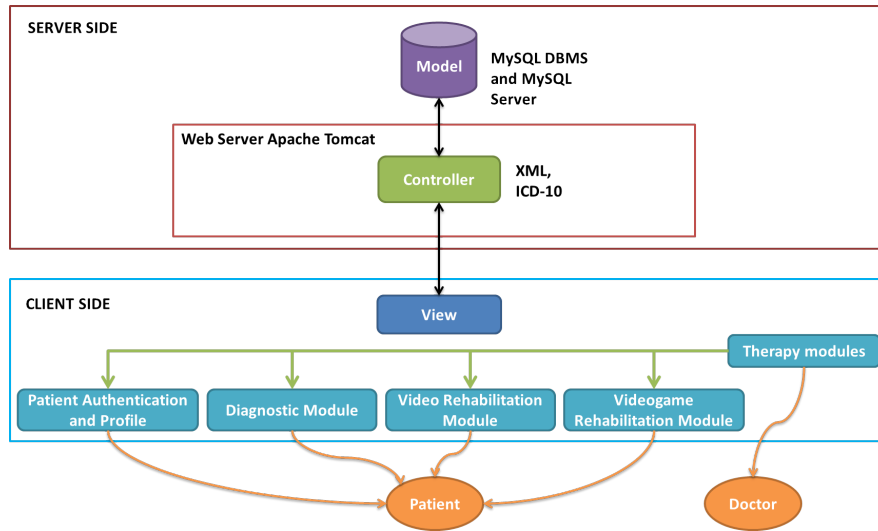 SERVER SIDE
Model
MySQL DBMS
and MySQL
Server
Web Server Apache Tomcat
Controller
XML,
ICD-10
CLIENT SIDE
View
Therapy modules
Patient Authentication
and Profile
Diagnostic Module
Video Rehabilitation
Module
Videogame
Rehabilitation Module
Patient
Doctor